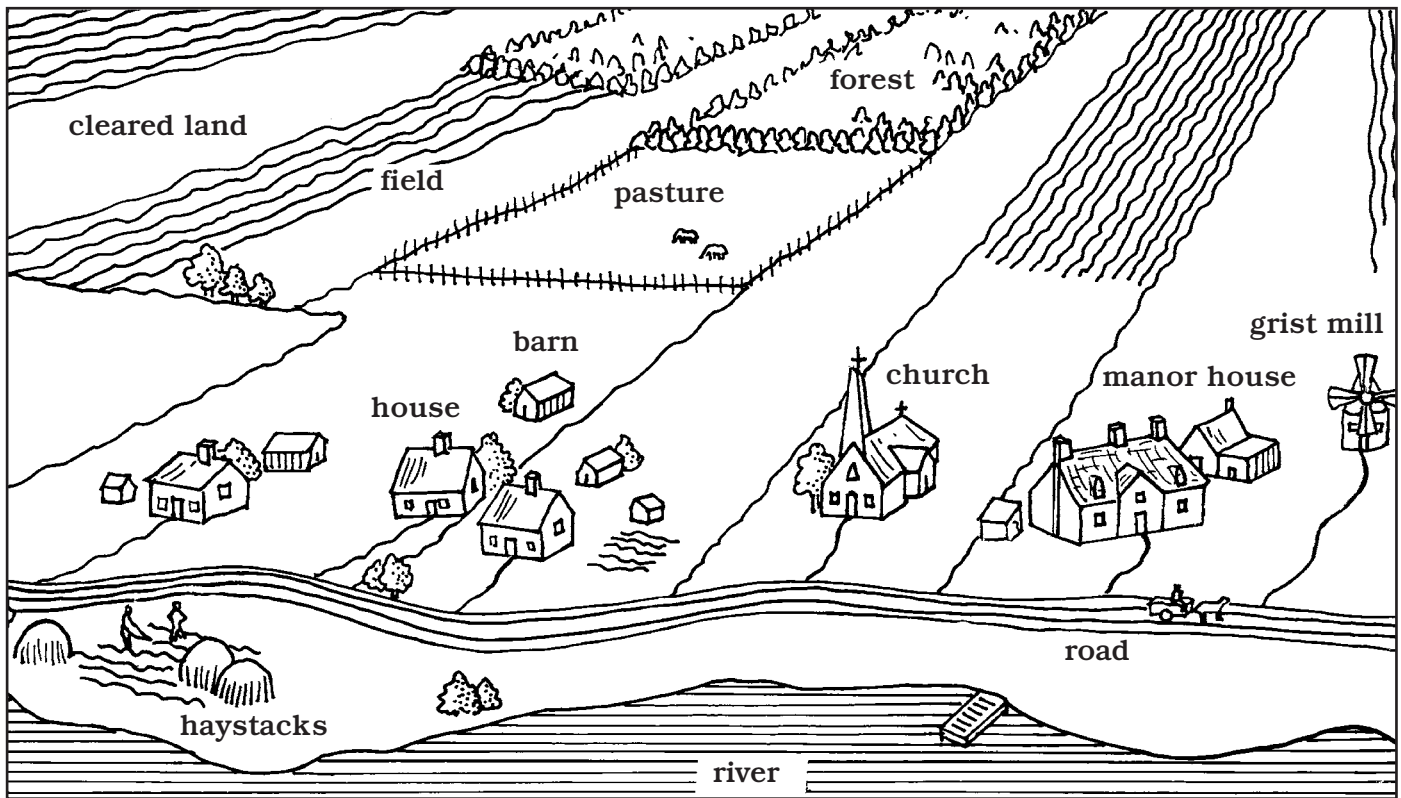 forest
cleared land
field
pasture
grist mill
barn
church
manor house
house
road
haystacks
river